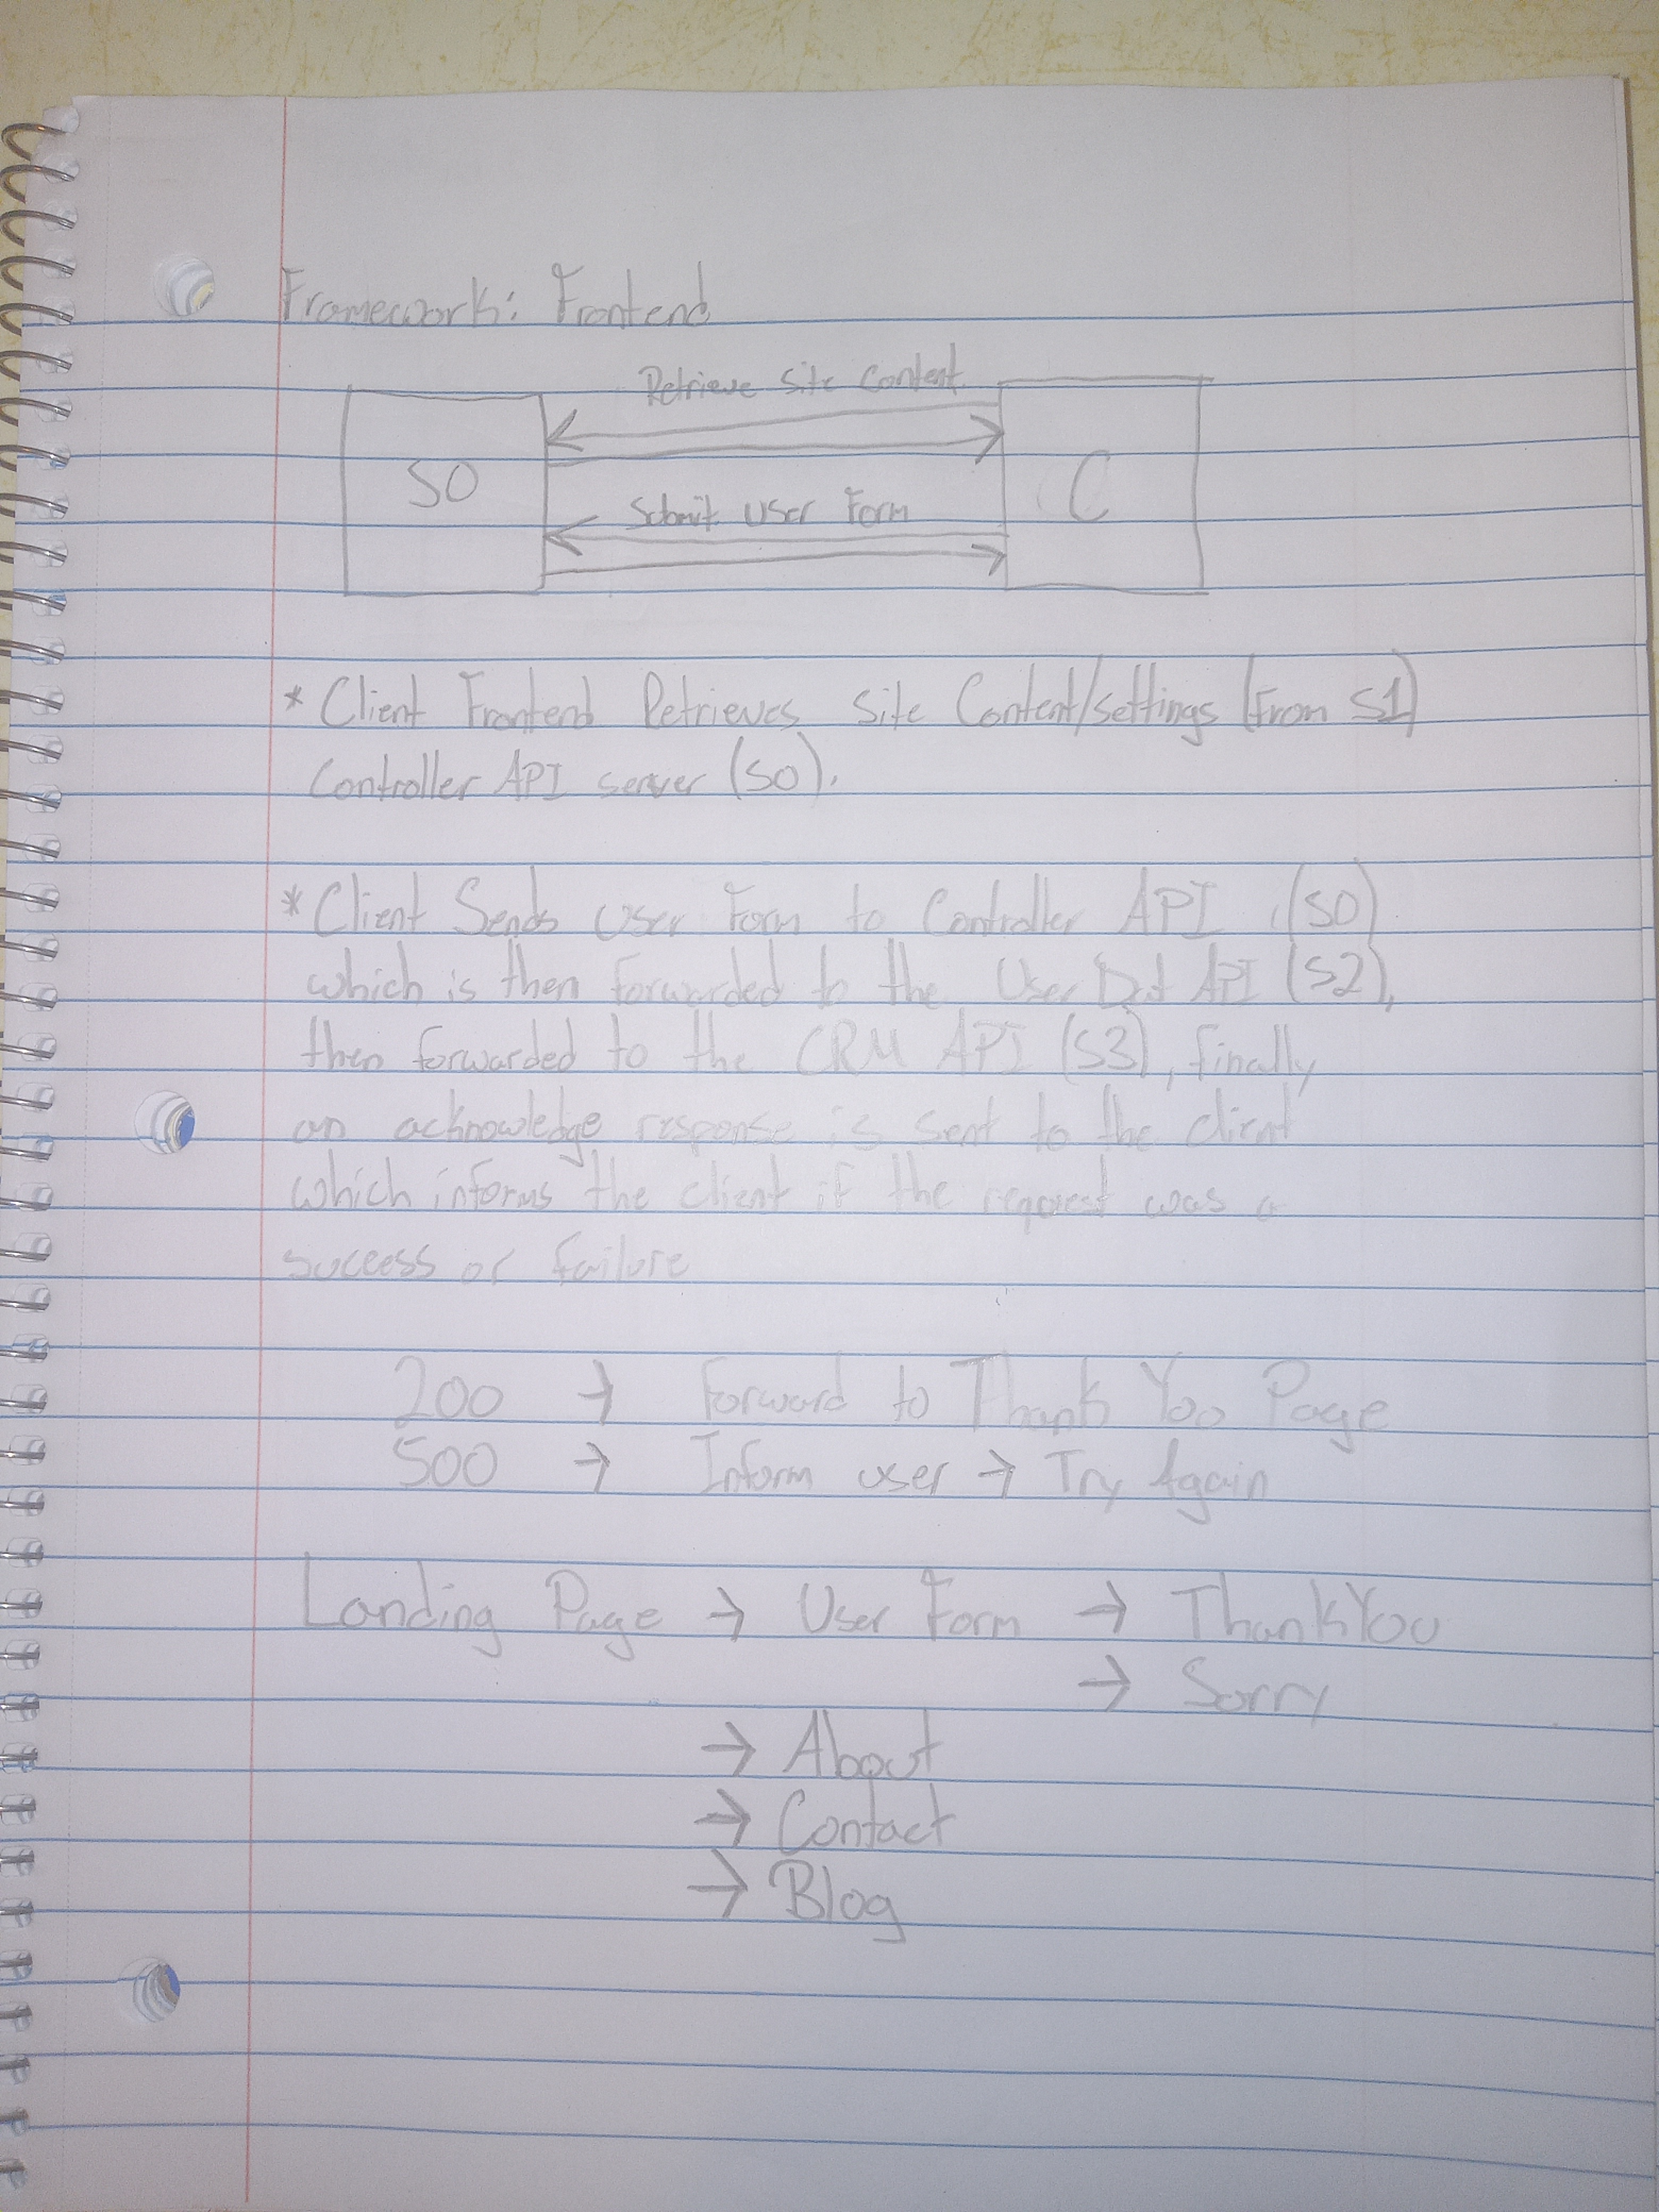 Framework: Frontend
Retrieve Site Content
S0
C
Submit User Form
* Client Frontend Retrieves Site Content/settings (From S1)
Controller API server (S0).
* Client Sends User Form to Controller API (S0)
which is then forwarded to the User Dat API (S2),
then forwarded to the CRM API (S3), finally
an acknowledge response is sent to the client
which informs the client if the request was a
success or failure
200 → Forward to Thank You Page
500 → Inform user → Try Again
Landing Page → User Form → ThankYou
→ Sorry
→ About
→ Contact
→ Blog